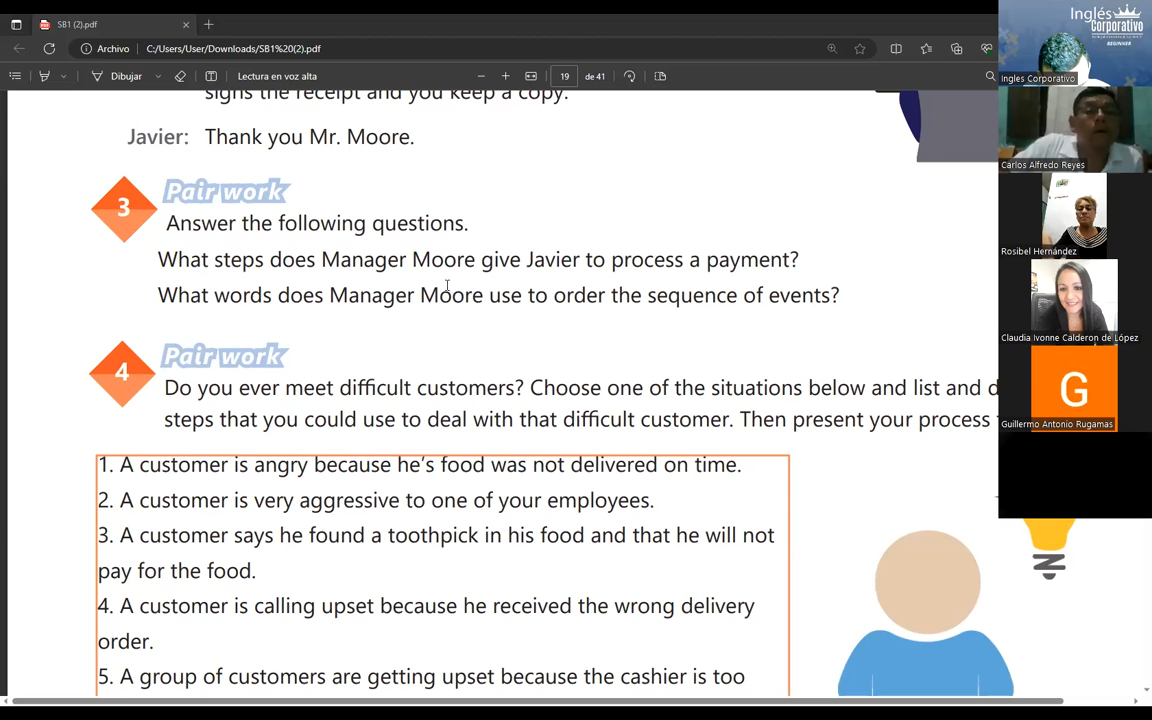 SB1 (2).pdf
Archivo
C:/Users/User/Downloads/SB1%20(2).pdf
Dibujar
Lectura en voz alta
19
de 41
signs the receipt and you keep a copy.
Javier: Thank you Mr. Moore.
3
Pair work
Answer the following questions.
What steps does Manager Moore give Javier to process a payment?
What words does Manager Moore use to order the sequence of events?
4
Pair work
Do you ever meet difficult customers? Choose one of the situations below and list and d
steps that you could use to deal with that difficult customer. Then present your process
1. A customer is angry because he's food was not delivered on time.
2. A customer is very aggressive to one of your employees.
3. A customer says he found a toothpick in his food and that he will not
pay for the food.
4. A customer is calling upset because he received the wrong delivery
order.
5. A group of customers are getting upset because the cashier is too
Inglés
Corporativo
BEGINNER
Ingles Corporativo
Carlos Alfredo Reyes
Rosibel Hernández
Claudia Ivonne Calderon de López
G
Guillermo Antonio Rugamas